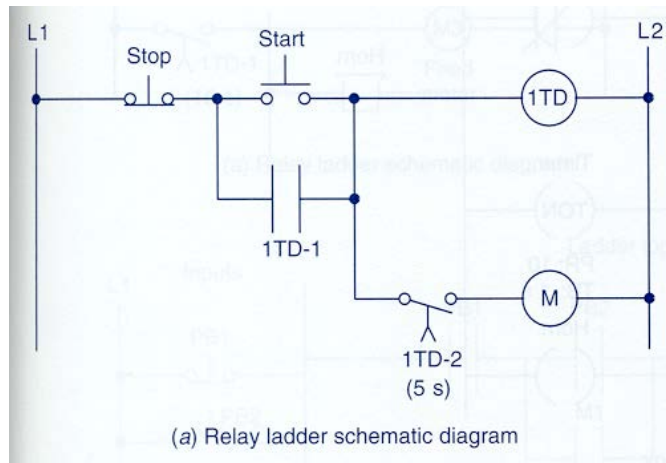 L1
L2
Stop
Start
1TD
1TD-1
M
1TD-2
(5 s)
(a) Relay ladder schematic diagram